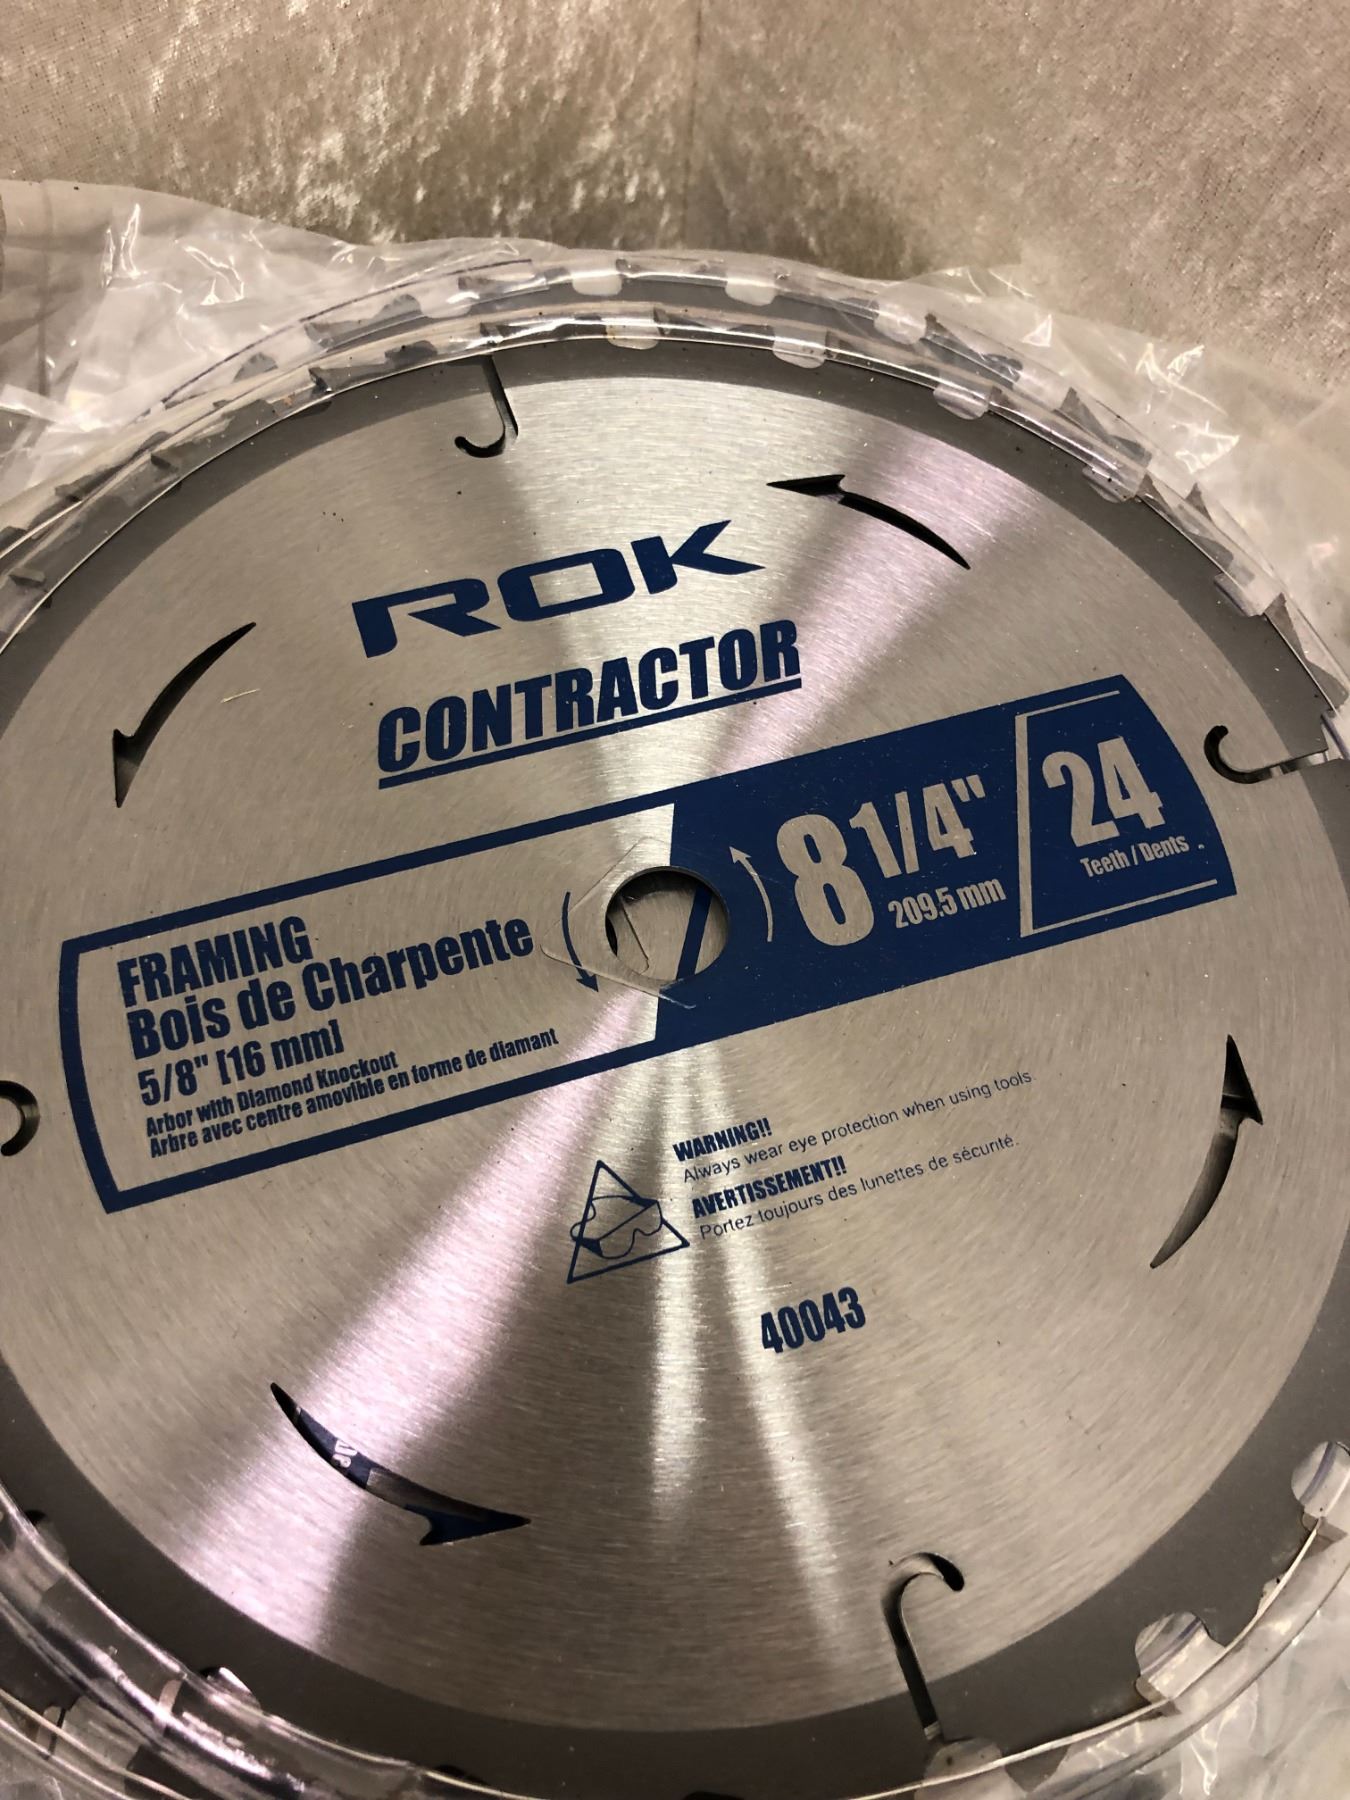 ROK
CONTRACTOR
FRAMING
Bois de Charpente
5/8" [16 mm]
Arbor with Diamond Knockout
Arbre avec centre amovible en forme de diamant
8 1/4"
209.5 mm
24
Teeth / Dents
WARNING!!
Always wear eye protection when using tools.
AVERTISSEMENT!!
Portez toujours des lunettes de sécurité.
40043